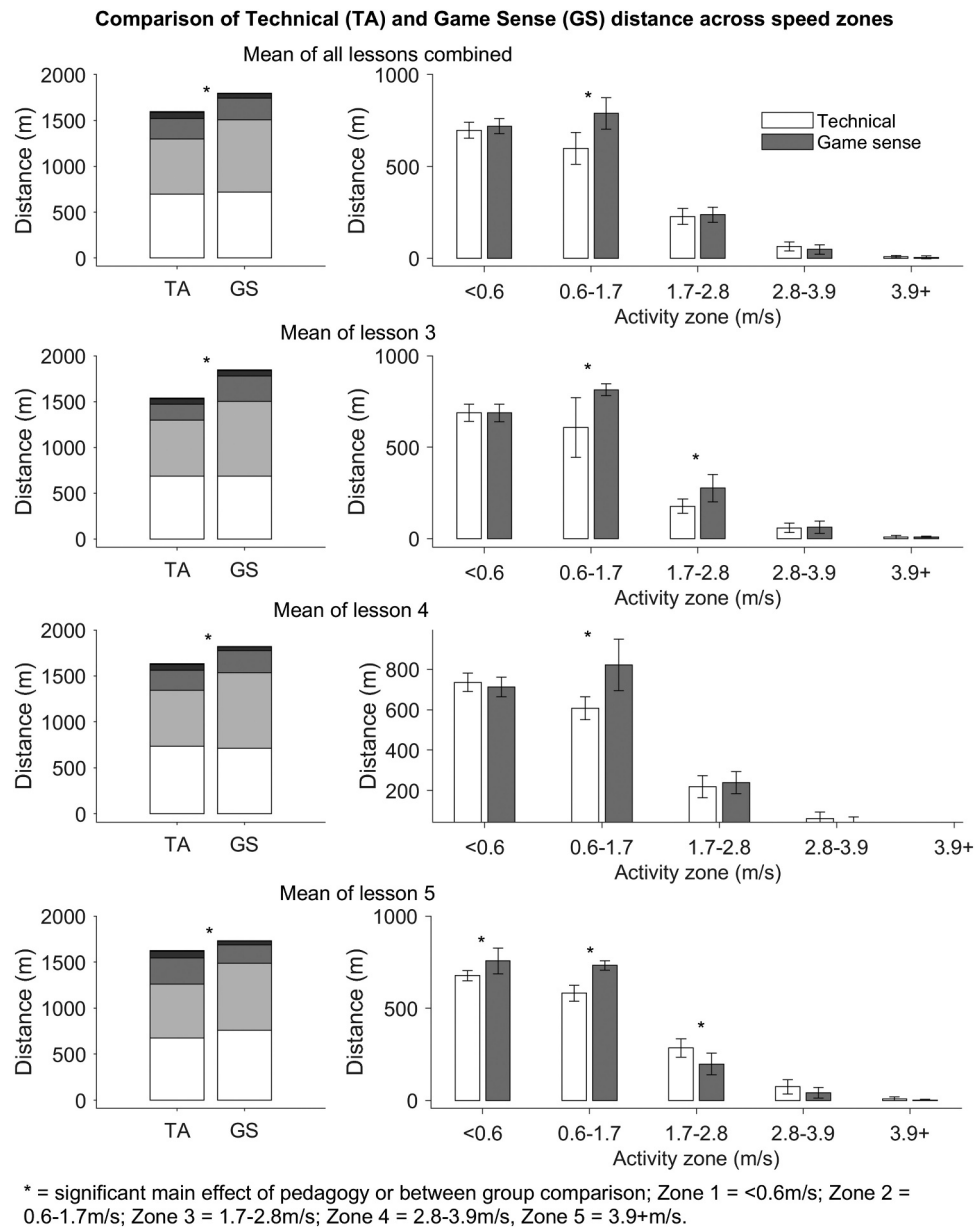 Comparison of Technical (TA) and Game Sense (GS) distance across speed zones
Mean of all lessons combined
2000
1500
1000
500
0
Distance (m)
*
TA GS
1000
500
0
Distance (m)
*
Technical
Game sense
<0.6 0.6-1.7 1.7-2.8 2.8-3.9 3.9+
Activity zone (m/s)
Mean of lesson 3
2000
1500
1000
500
0
Distance (m)
*
TA GS
1000
500
0
Distance (m)
*
*
<0.6 0.6-1.7 1.7-2.8 2.8-3.9 3.9+
Activity zone (m/s)
Mean of lesson 4
2000
1500
1000
500
0
Distance (m)
*
TA GS
800
600
400
200
Distance (m)
*
<0.6 0.6-1.7 1.7-2.8 2.8-3.9 3.9+
Activity zone (m/s)
Mean of lesson 5
2000
1500
1000
500
0
Distance (m)
*
TA GS
1000
500
0
Distance (m)
*
*
*
<0.6 0.6-1.7 1.7-2.8 2.8-3.9 3.9+
Activity zone (m/s)
* = significant main effect of pedagogy or between group comparison; Zone 1 = <0.6m/s; Zone 2 =
0.6-1.7m/s; Zone 3 = 1.7-2.8m/s; Zone 4 = 2.8-3.9m/s, Zone 5 = 3.9+m/s.